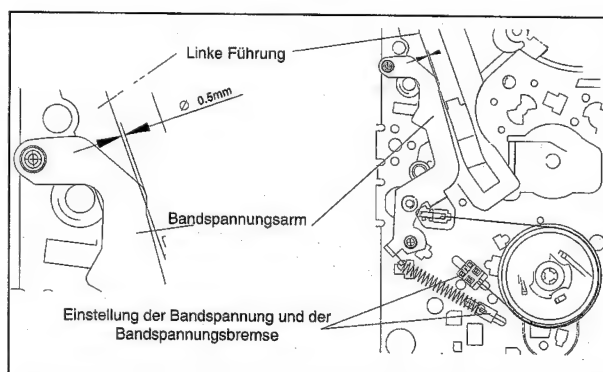 Linke Führung
Ø 0.5mm
Bandspannungsarm
Einstellung der Bandspannung und der
Bandspannungsbremse